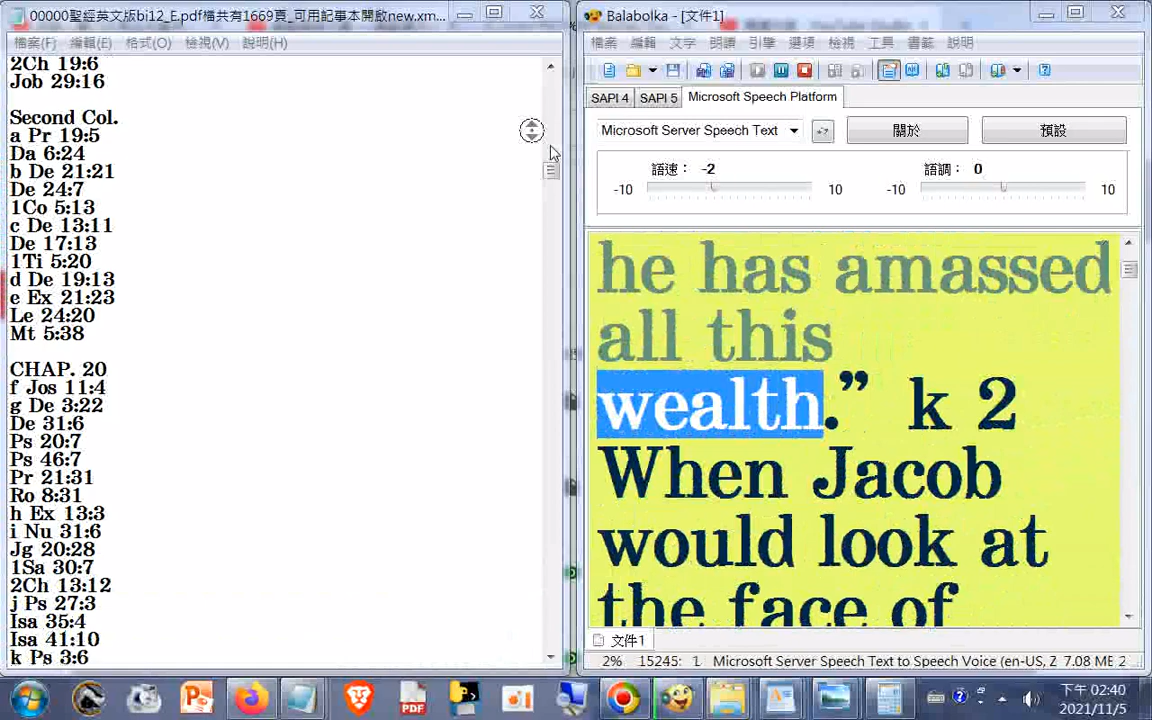 00000聖經英文版bi12_E.pdf檔共有1669頁_可用記事本開啟new.xm...
檔案(F) 編輯(E) 格式(O) 檢視(V) 說明(H)
2Ch 19:6
Job 29:16
Second Col.
a Pr 19:5
Da 6:24
b De 21:21
De 24:7
1Co 5:13
c De 13:11
De 17:13
1Ti 5:20
d De 19:13
e Ex 21:23
Le 24:20
Mt 5:38
CHAP. 20
f Jos 11:4
g De 3:22
De 31:6
Ps 20:7
Ps 46:7
Pr 21:31
Ro 8:31
h Ex 13:3
i Nu 31:6
Jg 20:28
1Sa 30:7
2Ch 13:12
j Ps 27:3
Isa 35:4
Isa 41:10
k Ps 3:6
Balabolka - [文件1]
檔案 編輯 文字 朗讀 引擎 選項 檢視 工具 書籤 說明
SAPI 4 SAPI 5 Microsoft Speech Platform
Microsoft Server Speech Text 關於 預設
語速： -2 語調： 0
-10 10 -10 10
he has amassed
all this
wealth.” k 2
When Jacob
would look at
the face of
文件1
2% 15245: 1 Microsoft Server Speech Text to Speech Voice (en-US, Z 7.08 MB 2
PDF
下午 02:40
2021/11/5